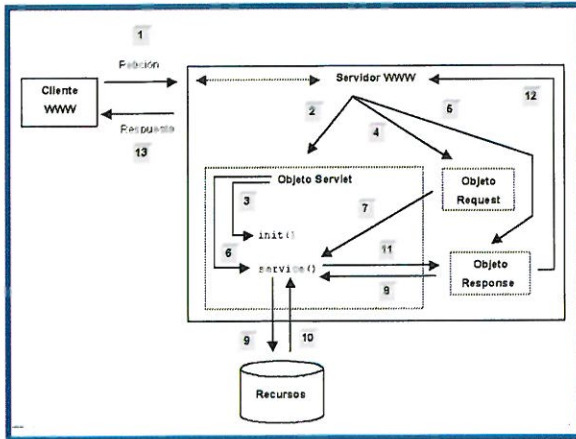 1
Petición
Cliente
WWW
Respuesta
13
Servidor WWW
12
2
4
5
Objeto Servlet
3
init()
6
service()
7
Objeto
Request
11
8
Objeto
Response
9
10
Recursos